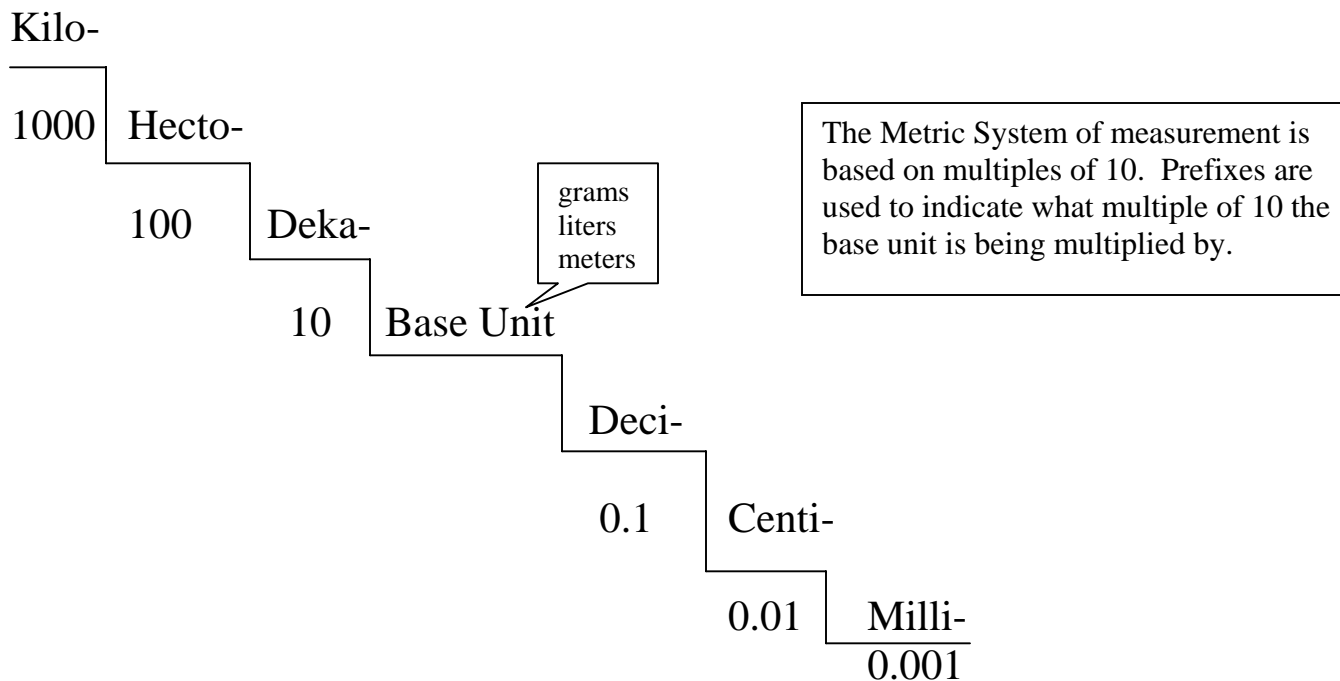 Kilo-
1000 Hecto-
The Metric System of measurement is
based on multiples of 10. Prefixes are
used to indicate what multiple of 10 the
base unit is being multiplied by.
100 Deka-
grams
liters
meters
10 Base Unit
Deci-
0.1 Centi-
0.01 Milli-
0.001